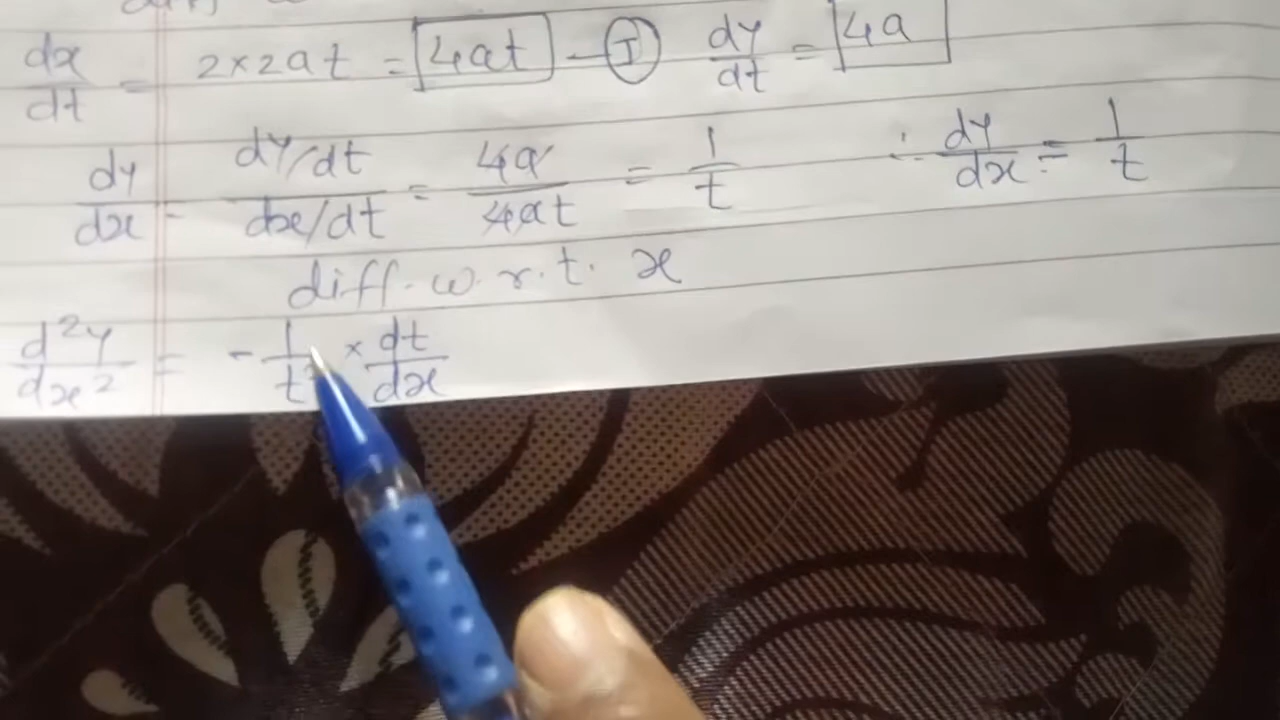 dx/dt = 2×2at = 4at - I dy/dt = 4a
dy/dx = (dy/dt)/(dx/dt) = 4a/4at = 1/t ∴ dy/dx = 1/t
diff. w.r.t. x
d²y/dx² = -1/t² × dt/dx